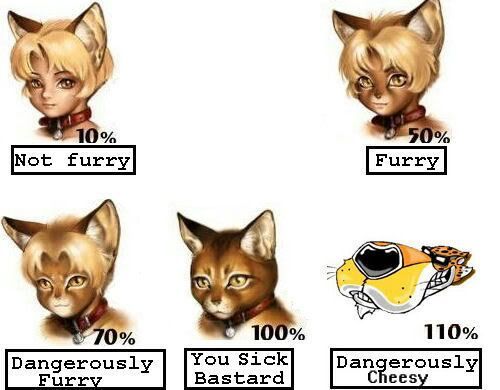 10%
Not furry
50%
Furry
70%
Dangerously
Furry
100%
You Sick
Bastard
110%
Dangerously
Cheesy